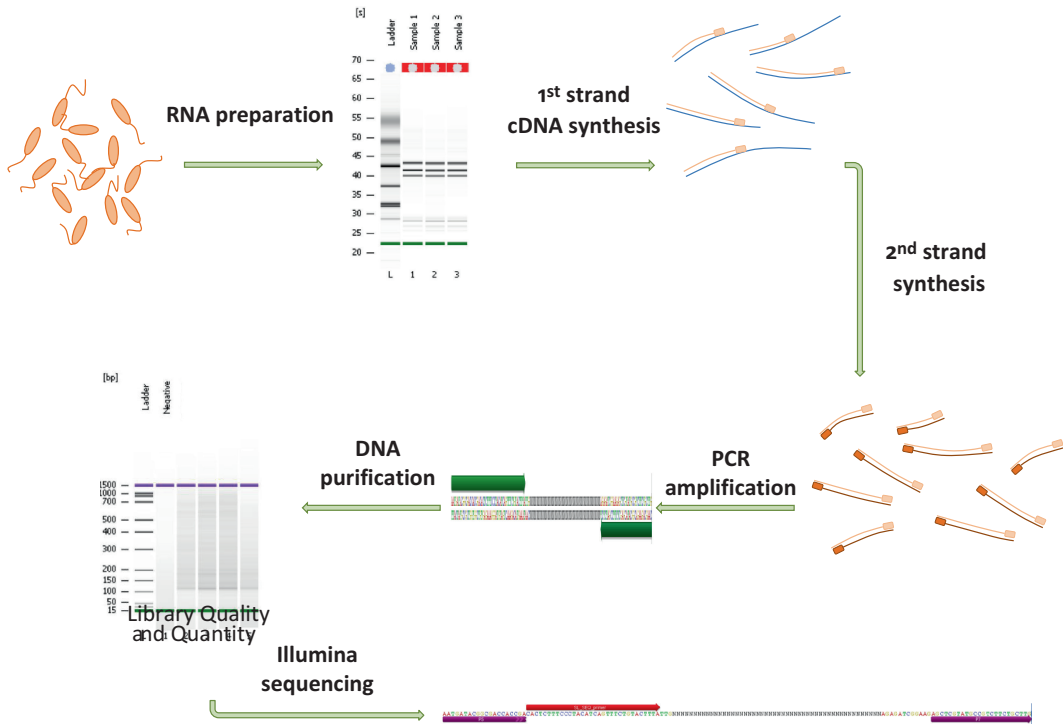 RNA preparation
[s]
Ladder
Sample 1
Sample 2
Sample 3
70
65
60
55
50
45
40
35
30
25
20
L 1 2 3
1st strand
cDNA synthesis
2nd strand
synthesis
PCR
amplification
DNA
purification
[bp]
Ladder
Negative
1500
1000
700
500
400
300
200
150
100
50
15
Library Quality
and Quantity
Illumina
sequencing